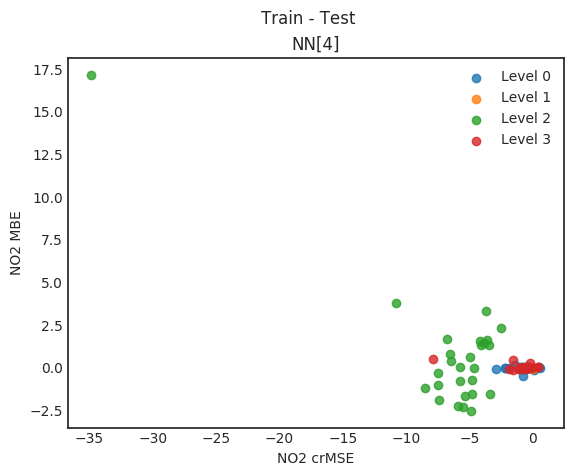 Train - Test
NN[4]
17.5
15.0
12.5
10.0
7.5
5.0
2.5
0.0
−2.5
NO2 MBE
Level 0
Level 1
Level 2
Level 3
−35 −30 −25 −20 −15 −10 −5 0
NO2 crMSE